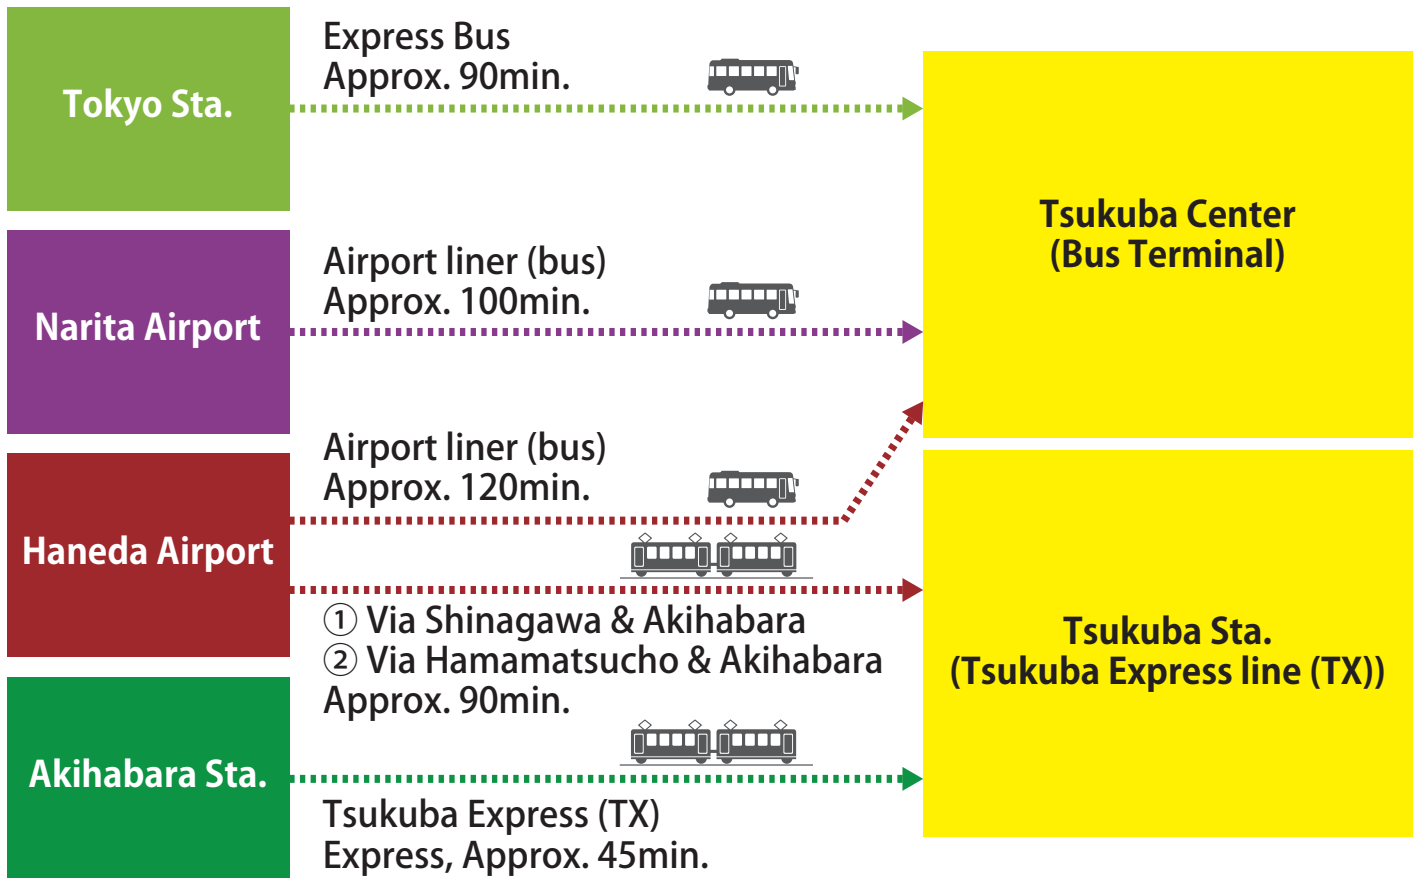 Tokyo Sta.
Express Bus
Approx. 90min.
Narita Airport
Airport liner (bus)
Approx. 100min.
Tsukuba Center
(Bus Terminal)
Haneda Airport
Airport liner (bus)
Approx. 120min.
① Via Shinagawa & Akihabara
② Via Hamamatsucho & Akihabara
Approx. 90min.
Tsukuba Sta.
(Tsukuba Express line (TX))
Akihabara Sta.
Tsukuba Express (TX)
Express, Approx. 45min.